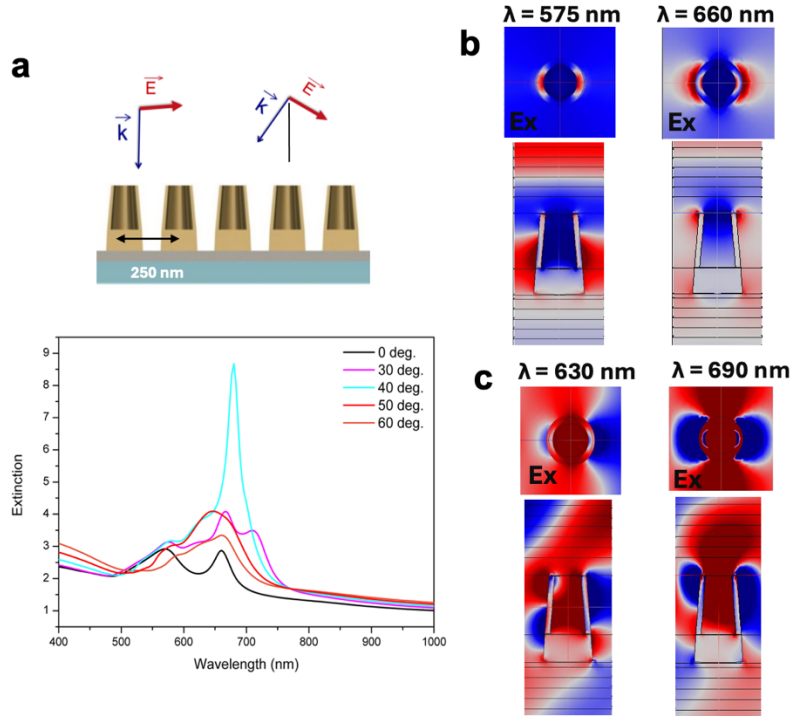 a
E
k
k
E
250 nm
Extinction
9
8
7
6
5
4
3
2
1
400
500
600
700
800
900
1000
Wavelength (nm)
0 deg.
30 deg.
40 deg.
50 deg.
60 deg.
b
λ = 575 nm
λ = 660 nm
Ex
Ex
c
λ = 630 nm
λ = 690 nm
Ex
Ex